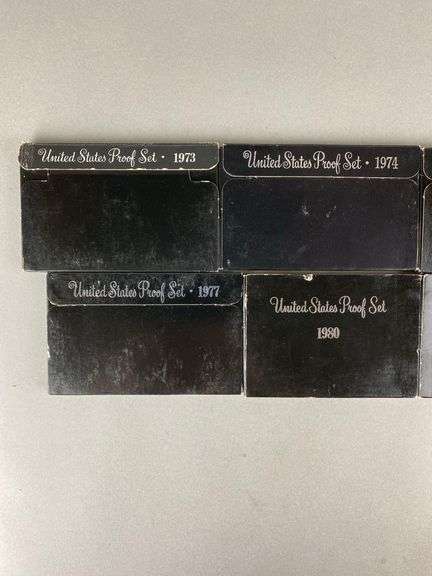 United States Proof Set · 1973
United States Proof Set · 1974
United States Proof Set · 1977
United States Proof Set
1980